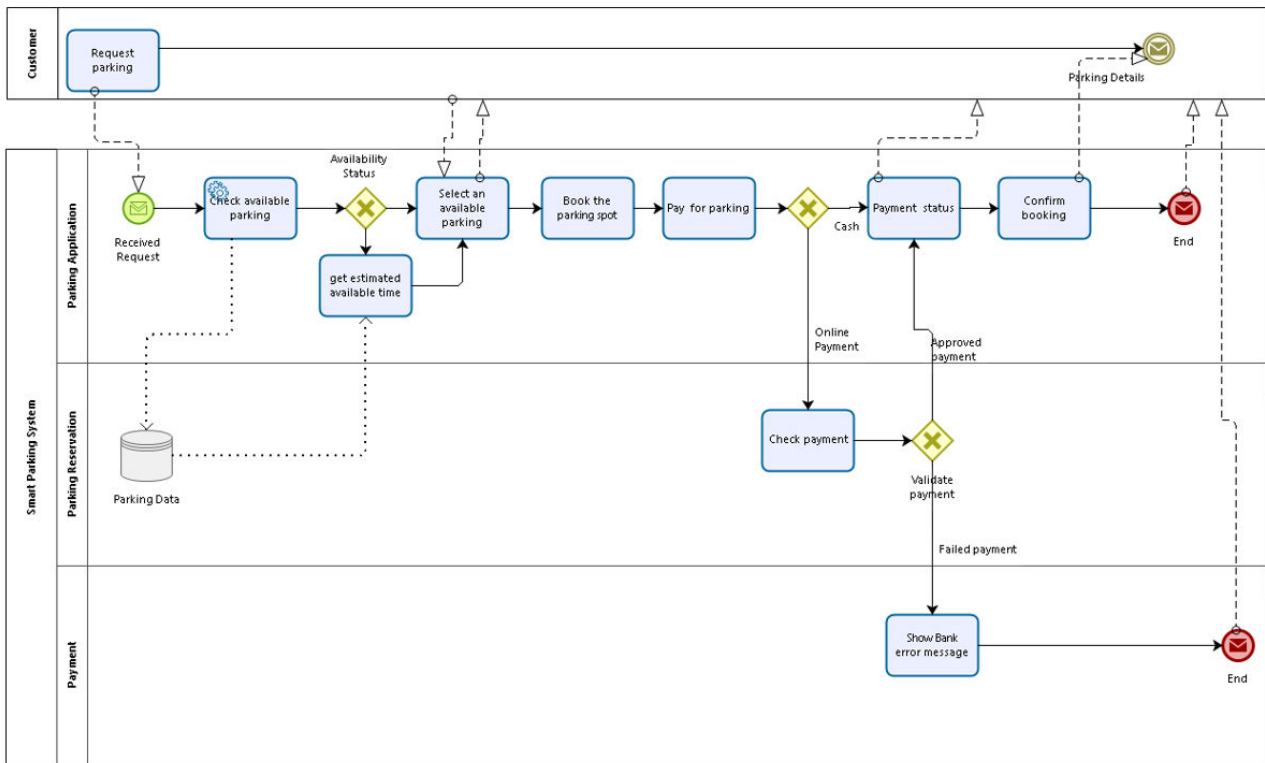 Customer
Request
parking
Parking Details
Smart Parking System
Parking Application
Received
Request
Check available
parking
Availability
Status
get estimated
available time
Select an
available
parking
Book the
parking spot
Pay for parking
Cash
Online
Payment
Payment status
Confirm
booking
End
Approved
payment
Parking Reservation
Parking Data
Check payment
Validate
payment
Failed payment
Payment
Show Bank
error message
End